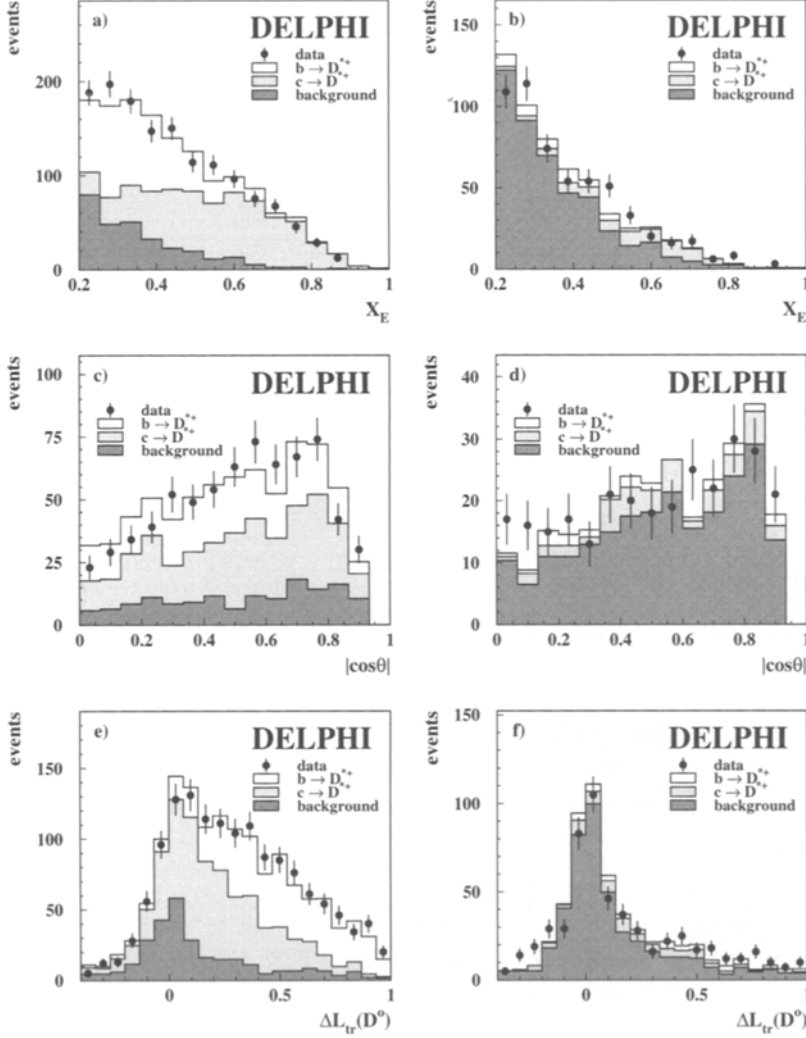 events
a)
DELPHI
data
b → D*+
c → D*+
background
200
100
0
0.2
0.4
0.6
0.8
1
X_E
events
b)
DELPHI
data
b → D*+
c → D*+
background
150
100
50
0
0.2
0.4
0.6
0.8
1
X_E
events
c)
DELPHI
data
b → D*+
c → D*+
background
100
75
50
25
0
0
0.2
0.4
0.6
0.8
1
|cosθ|
events
d)
DELPHI
data
b → D*+
c → D*+
background
40
30
20
10
0
0
0.2
0.4
0.6
0.8
1
|cosθ|
events
e)
DELPHI
data
b → D*+
c → D*+
background
150
100
50
0
0
0.5
1
ΔL_tr(D⁰)
events
f)
DELPHI
data
b → D*+
c → D*+
background
150
100
50
0
0
0.5
1
ΔL_tr(D⁰)